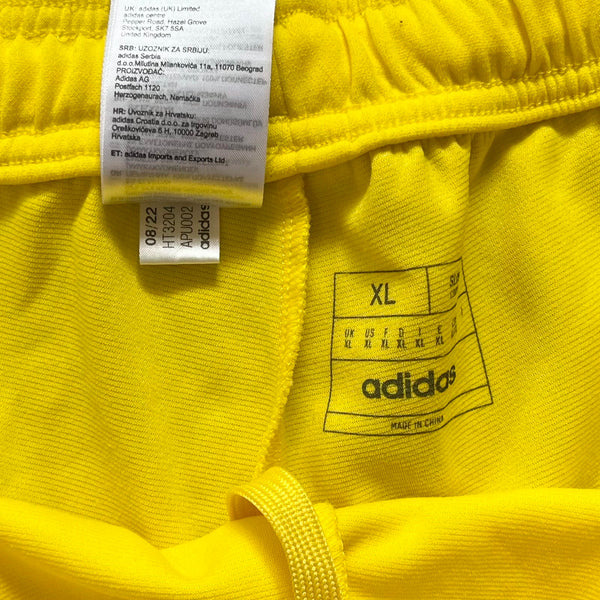 UK: adidas (UK) Limited
adidas centre
Pepper Road, Hazel Grove
Stockport, SK7 5SA
United Kingdom
SRB: UZOZNIK ZA SRBIJU:
adidas Serbia
d.o.o.Milutina Milankovića 11a, 11070 Beograd
PROIZVOĐAČ:
Adidas AG
Postfach 1120
Herzogenaurach, Nemačka
HR: Uvoznik za Hrvatsku:
adidas Croatia d.o.o. za trgovinu
Oreškovićeva 6 H, 10000 Zagreb
Hrvatska
ET: adidas Imports and Exports Ltd.
08/22
HT3204
APU002
adidas
XL
UK US F D I E
XL XL XL XL XL XL
adidas
MADE IN CHINA